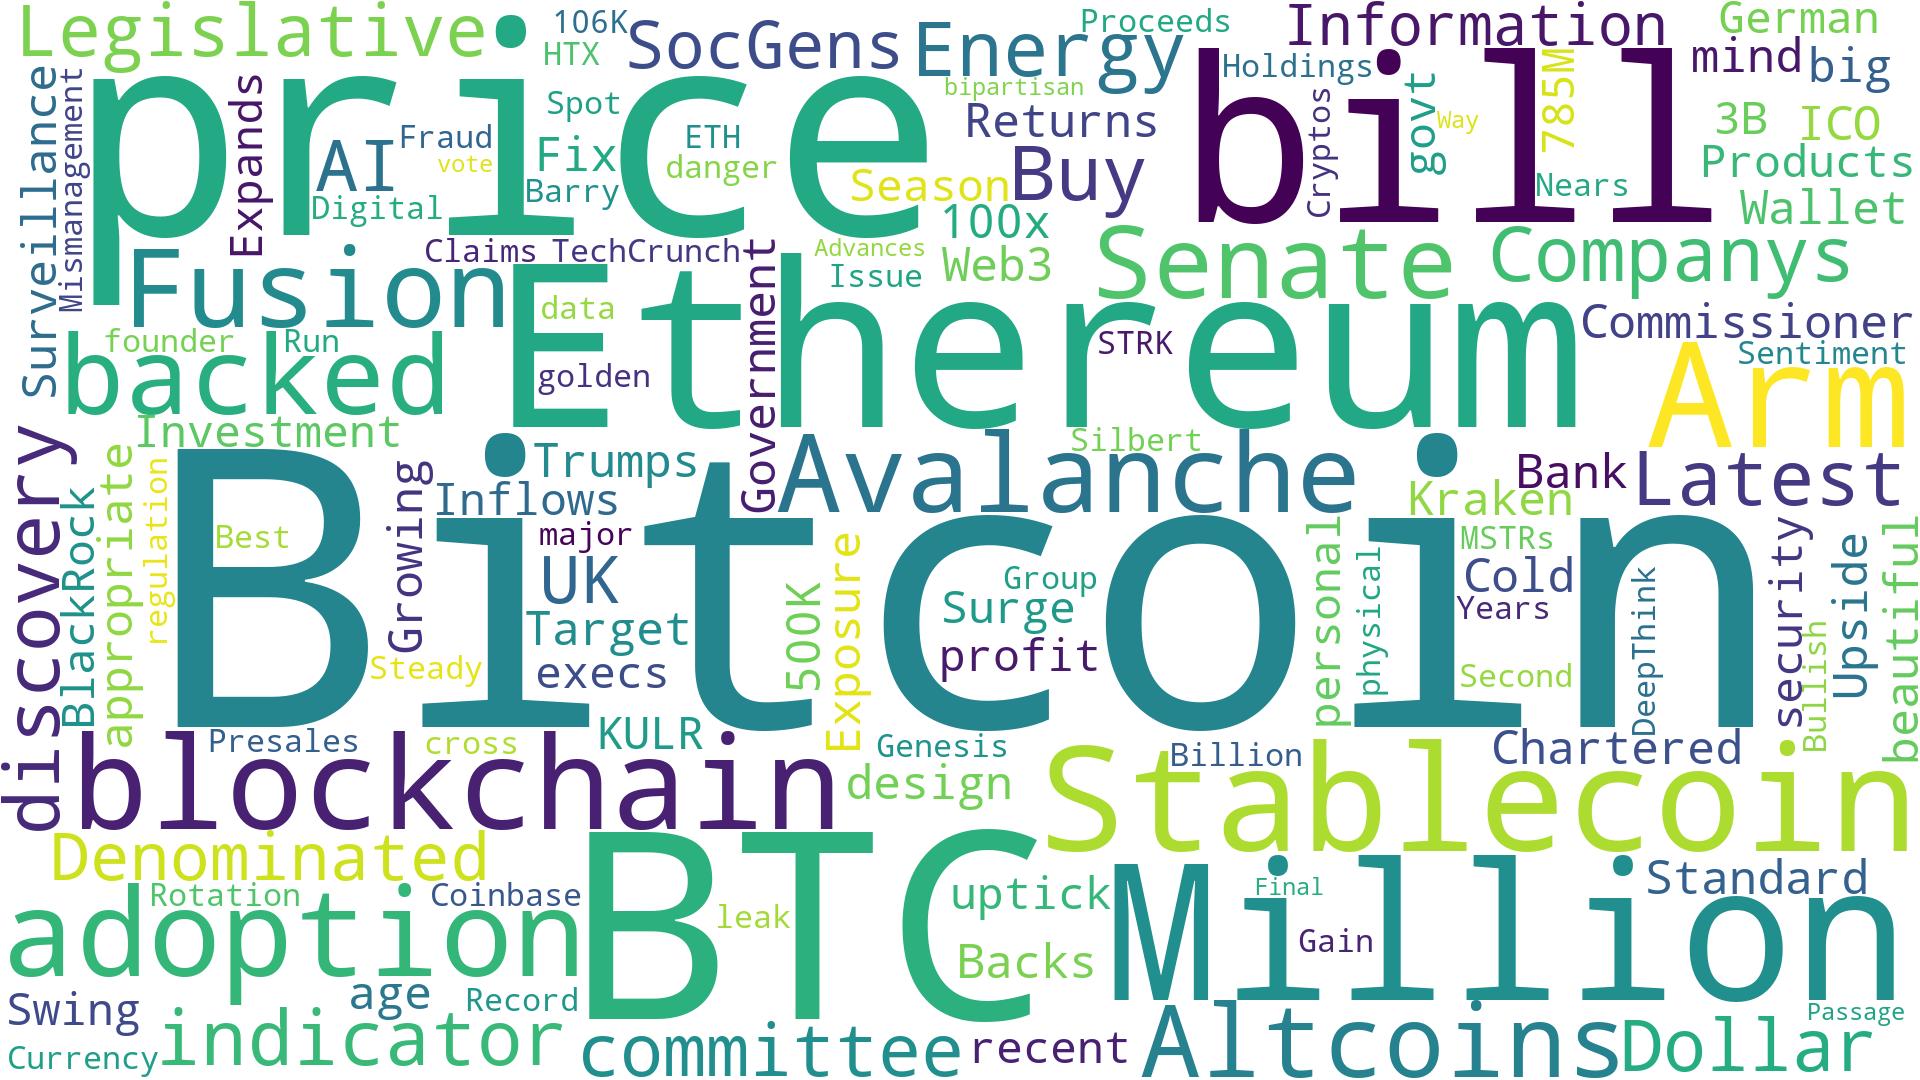 Legislative
106K
HTX
SocGens
Energy
Proceeds
Information
German
mind
big
Holdings
bipartisan
price
bill
Surveillance
Mismanagement
Expands
AI
Fraud
vote
Digital
Spot
Fix
Barry
ETH
danger
Season
Returns
Buy
100x
Web3
Cryptos
govt
Way
785M
Nears
3B
ICO
Products
Wallet
Claims
TechCrunch
Advances
Issue
Senate
Companys
Fusion
Government
data
Ethereum
STRK
Commissioner
Sentiment
founder
Run
backed
golden
Arm
Investment
Silbert
discovery
BlackRock
appropriate
regulation
Best
Growing
Trumps
Inflows
major
Avalanche
Kraken
Bank
Latest
Bitcoin
UK
Target
execs
Steady
500K
Exposure
Group
Surge
profit
personal
physical
MSTRs
Cold
Years
Second
DeepThink
security
Bullish
Upside
beautiful
Presales
cross
KULR
Genesis
design
Billion
Chartered
blockchain
Stablecoin
Denominated
Rotation
Coinbase
adoption
BTC
leak
uptick
Backs
Million
Final
Gain
Standard
Swing
age
Record
Currency
indicator
committee
recent
Altcoins
Dollar
Passage